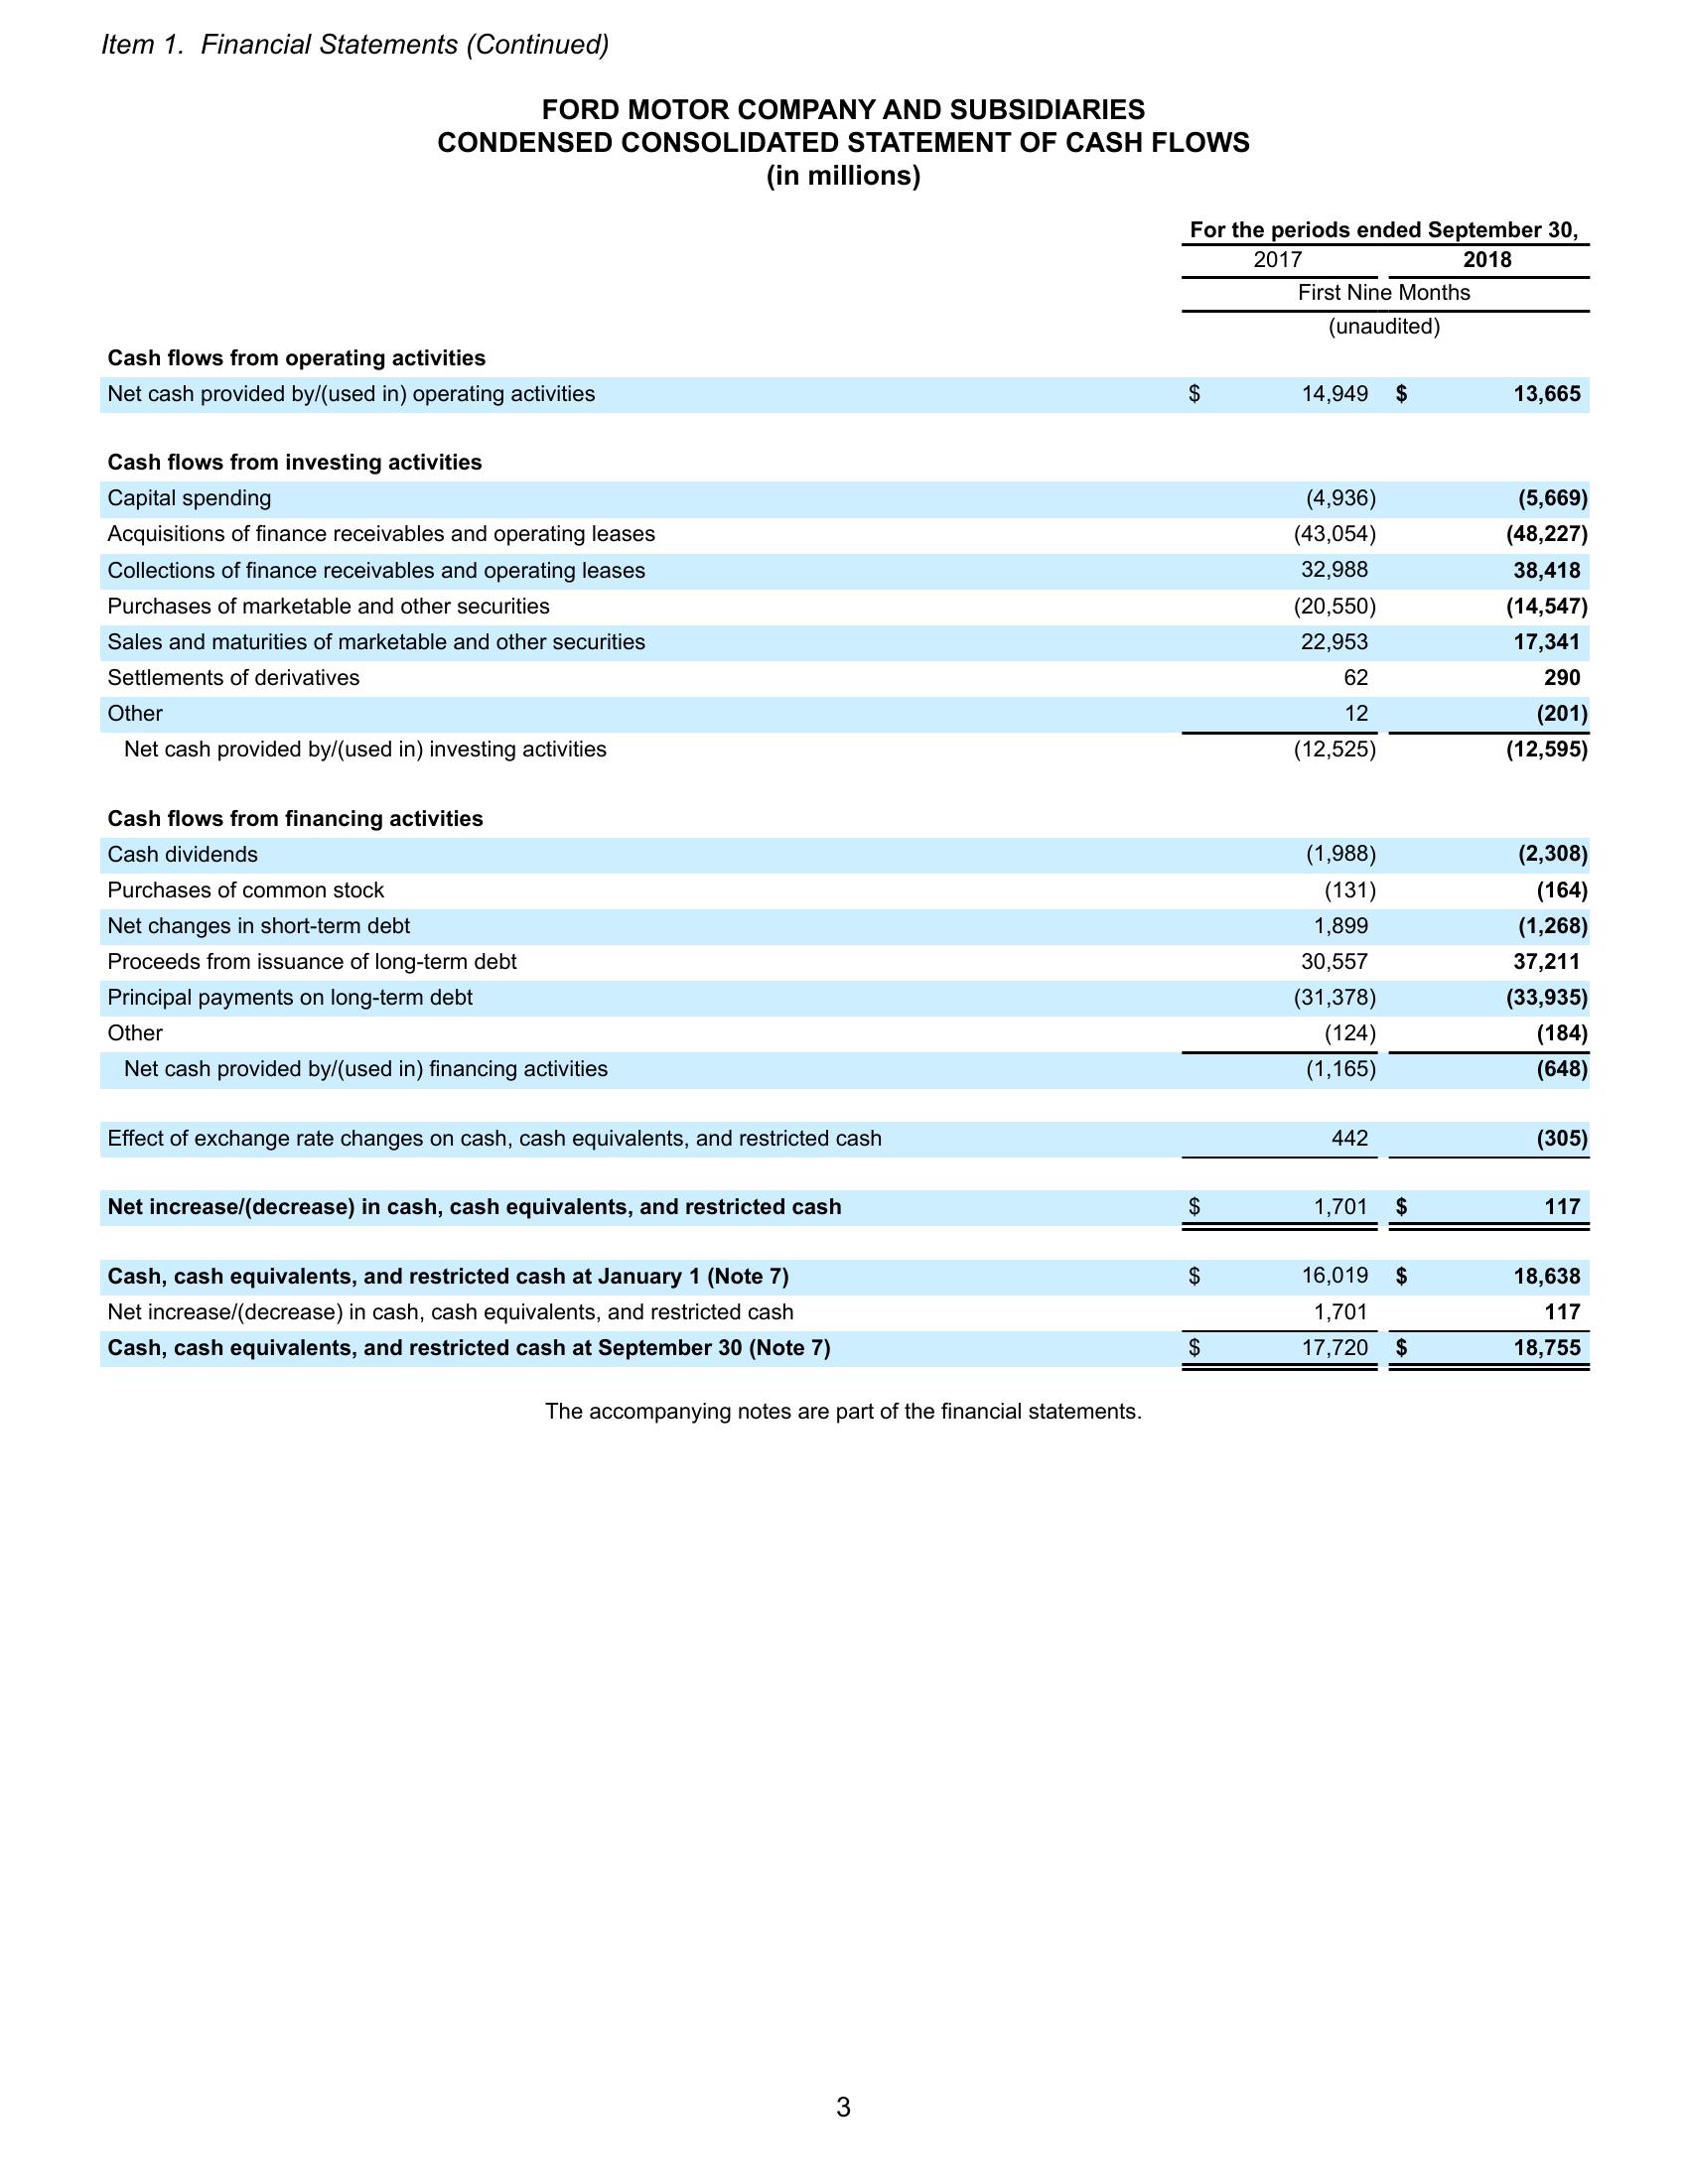 Item 1. Financial Statements (Continued)
FORD MOTOR COMPANY AND SUBSIDIARIES
CONDENSED CONSOLIDATED STATEMENT OF CASH FLOWS
(in millions)
For the periods ended September 30,
2017 2018
First Nine Months
(unaudited)
Cash flows from operating activities
Net cash provided by/(used in) operating activities $ 14,949 $ 13,665
Cash flows from investing activities
Capital spending (4,936) (5,669)
Acquisitions of finance receivables and operating leases (43,054) (48,227)
Collections of finance receivables and operating leases 32,988 38,418
Purchases of marketable and other securities (20,550) (14,547)
Sales and maturities of marketable and other securities 22,953 17,341
Settlements of derivatives 62 290
Other 12 (201)
Net cash provided by/(used in) investing activities (12,525) (12,595)
Cash flows from financing activities
Cash dividends (1,988) (2,308)
Purchases of common stock (131) (164)
Net changes in short-term debt 1,899 (1,268)
Proceeds from issuance of long-term debt 30,557 37,211
Principal payments on long-term debt (31,378) (33,935)
Other (124) (184)
Net cash provided by/(used in) financing activities (1,165) (648)
Effect of exchange rate changes on cash, cash equivalents, and restricted cash 442 (305)
Net increase/(decrease) in cash, cash equivalents, and restricted cash $ 1,701 $ 117
Cash, cash equivalents, and restricted cash at January 1 (Note 7) $ 16,019 $ 18,638
Net increase/(decrease) in cash, cash equivalents, and restricted cash 1,701 117
Cash, cash equivalents, and restricted cash at September 30 (Note 7) $ 17,720 $ 18,755
The accompanying notes are part of the financial statements.
3